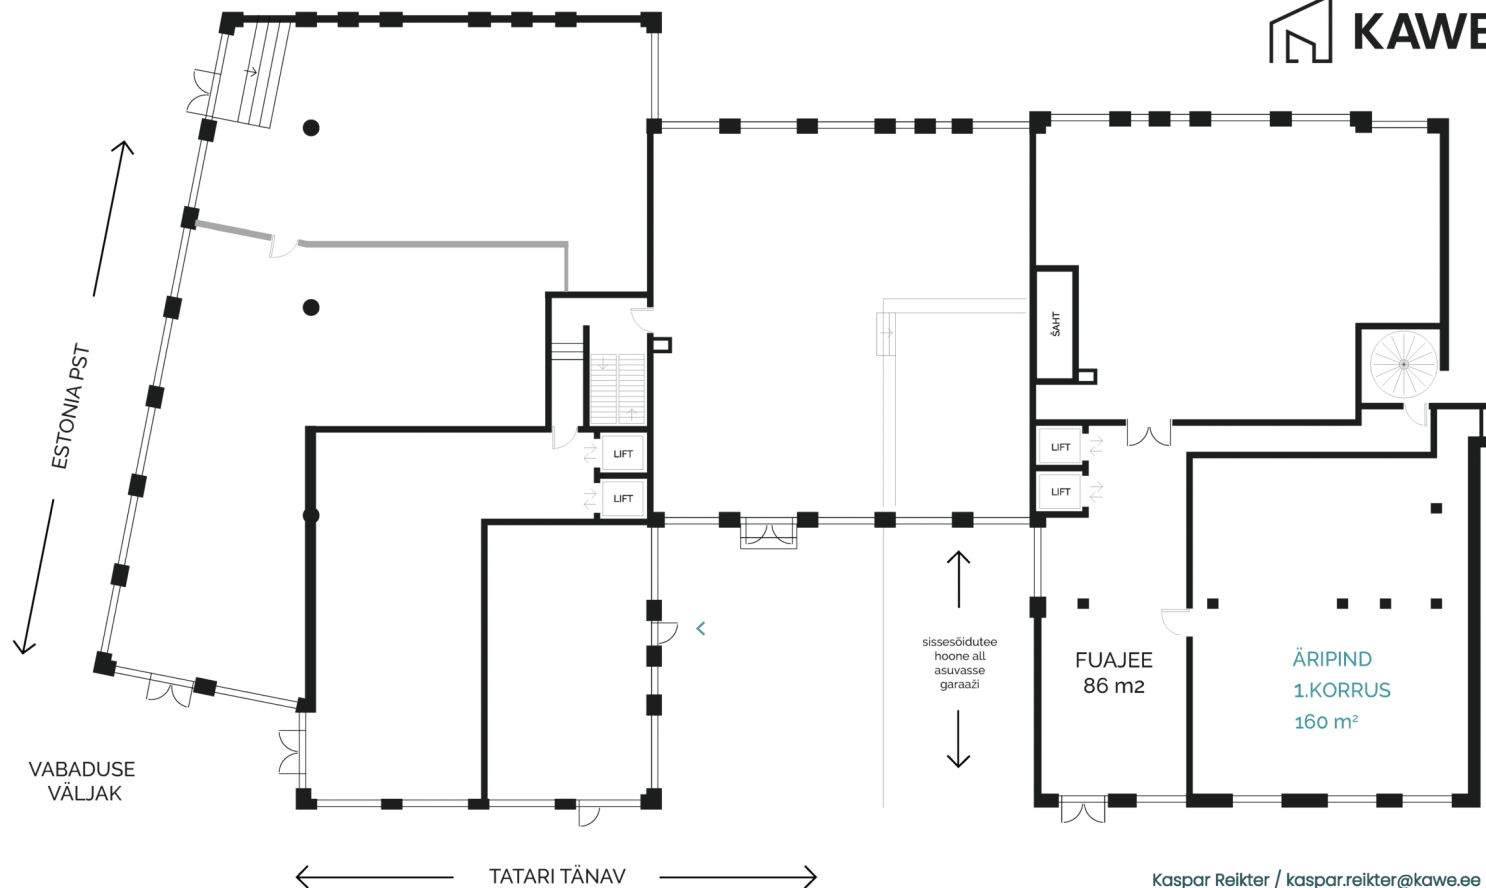 KAWE
ESTONIA PST
ŠAHT
LIFT
LIFT
LIFT
LIFT
sissesõidutee
hoone all
asuvasse
garaaži
FUAJEE
86 m2
ÄRIPIND
1.KORRUS
160 m²
VABADUSE
VÄLJAK
TATARI TÄNAV
Kaspar Reikter / kaspar.reikter@kawe.ee